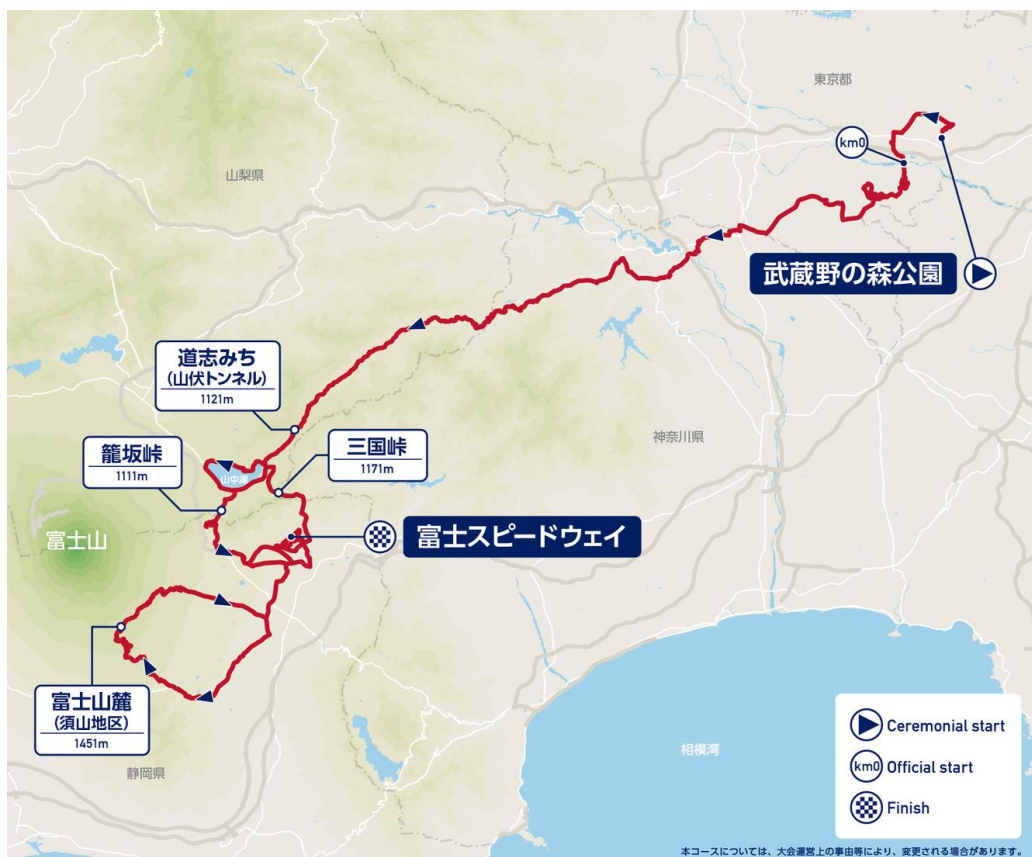 東京都
km0
山梨県
武蔵野の森公園
道志みち
(山伏トンネル)
1121m
籠坂峠
1111m
三国峠
1171m
神奈川県
山中湖
富士山
富士スピードウェイ
富士山麓
(須山地区)
1451m
静岡県
相模湾
Ceremonial start
km0 Official start
Finish
本コースについては、大会運営上の事由等により、変更される場合があります。